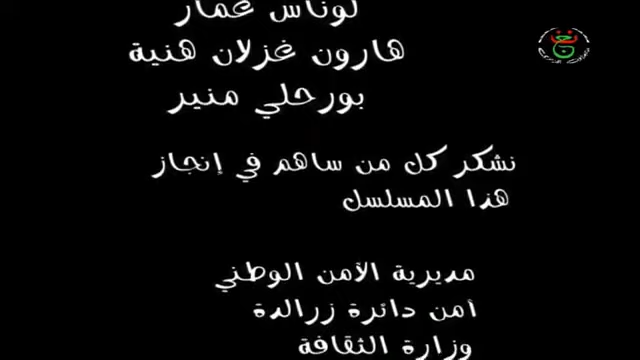 لوناس عمار
هارون غزلان هنية
بورحلي منير
نشكر كل من ساهم في إنجاز
هذا المسلسل
مديرية الأمن الوطني
أمن دائرة زرالدة
وزارة الثقافة